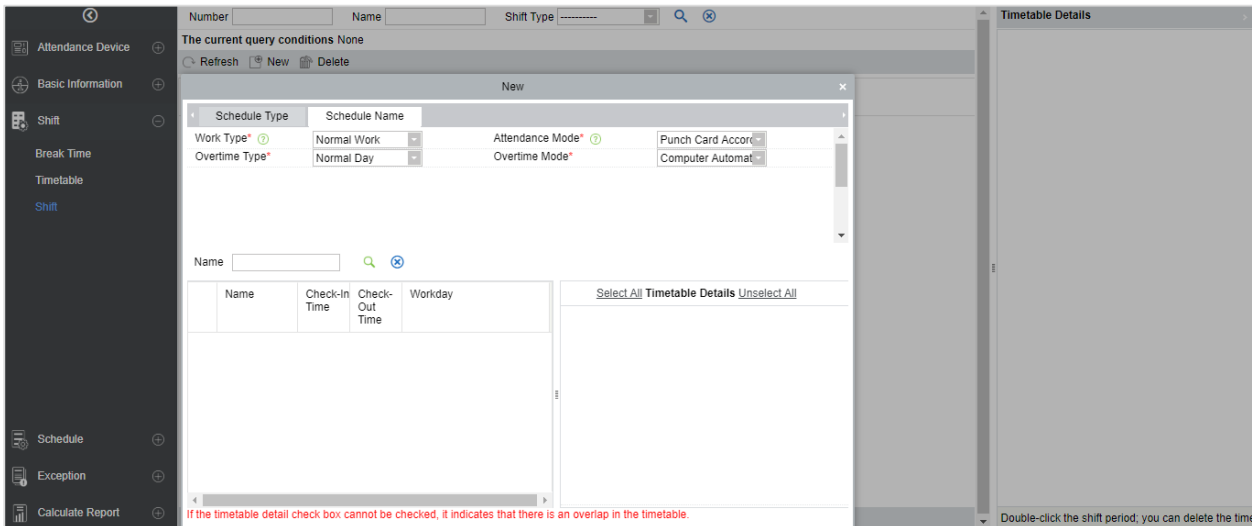 Number Name Shift Type ----------
The current query conditions None
Refresh New Delete
Attendance Device
Basic Information
Shift
Break Time
Timetable
Shift
Schedule
Exception
Calculate Report
New
Schedule Type Schedule Name
Work Type* Normal Work Attendance Mode* Punch Card Accord
Overtime Type* Normal Day Overtime Mode* Computer Automat
Name
Name Check-In Time Check-Out Time Workday
Select All Timetable Details Unselect All
If the timetable detail check box cannot be checked, it indicates that there is an overlap in the timetable.
Timetable Details
Double-click the shift period; you can delete the time